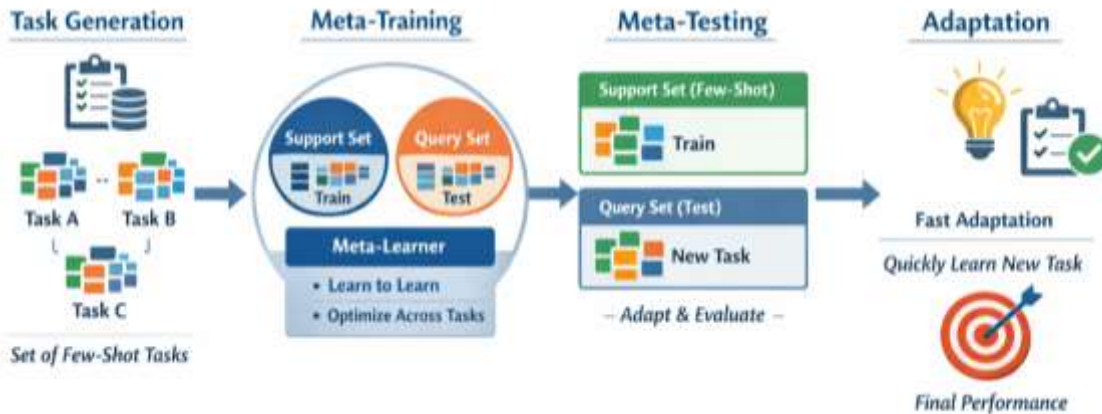 Task Generation
Task A
Task B
Task C
Set of Few-Shot Tasks
Meta-Training
Support Set
Train
Query Set
Test
Meta-Learner
• Learn to Learn
• Optimize Across Tasks
Meta-Testing
Support Set (Few-Shot)
Train
Query Set (Test)
New Task
– Adapt & Evaluate –
Adaptation
Fast Adaptation
Quickly Learn New Task
Final Performance